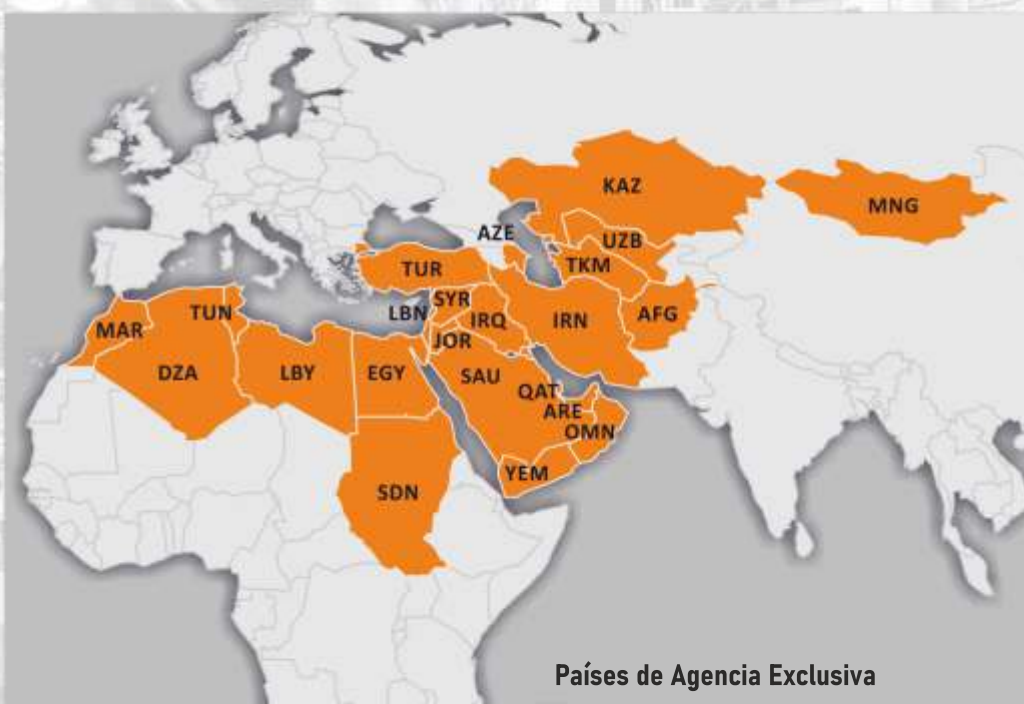 KAZ
MNG
AZE
UZB
TKM
TUR
SYR
LBN
IRQ
IRN
AFG
TUN
MAR
JOR
DZA
LBY
EGY
SAU
QAT
ARE
OMN
YEM
SDN
Países de Agencia Exclusiva